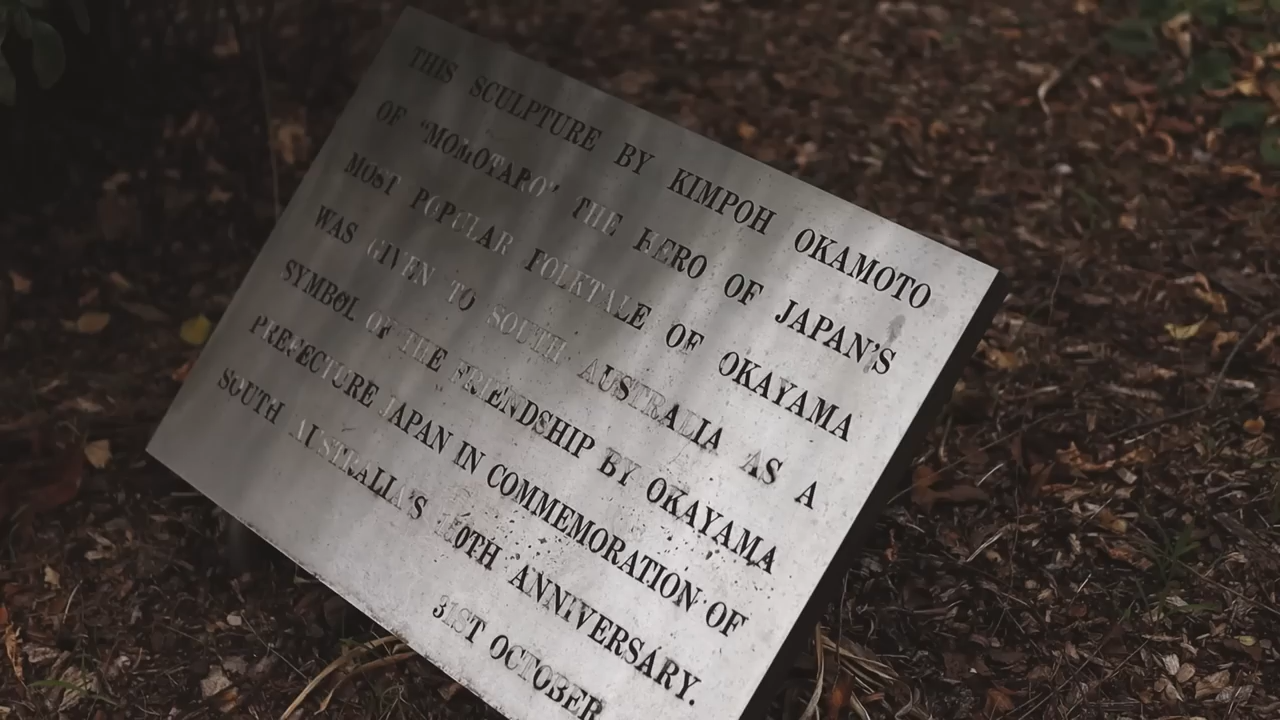 THIS SCULPTURE BY KIMPOH OKAMOTO
OF "MOMOTARO" THE HERO OF JAPAN'S
MOST POPULAR FOLKTALE OF OKAYAMA
WAS GIVEN TO SOUTH AUSTRALIA AS A
SYMBOL OF THE FRIENDSHIP BY OKAYAMA
PREFECTURE JAPAN IN COMMEMORATION OF
SOUTH AUSTRALIA'S ANNIVERSARY.
31ST OCTOBER